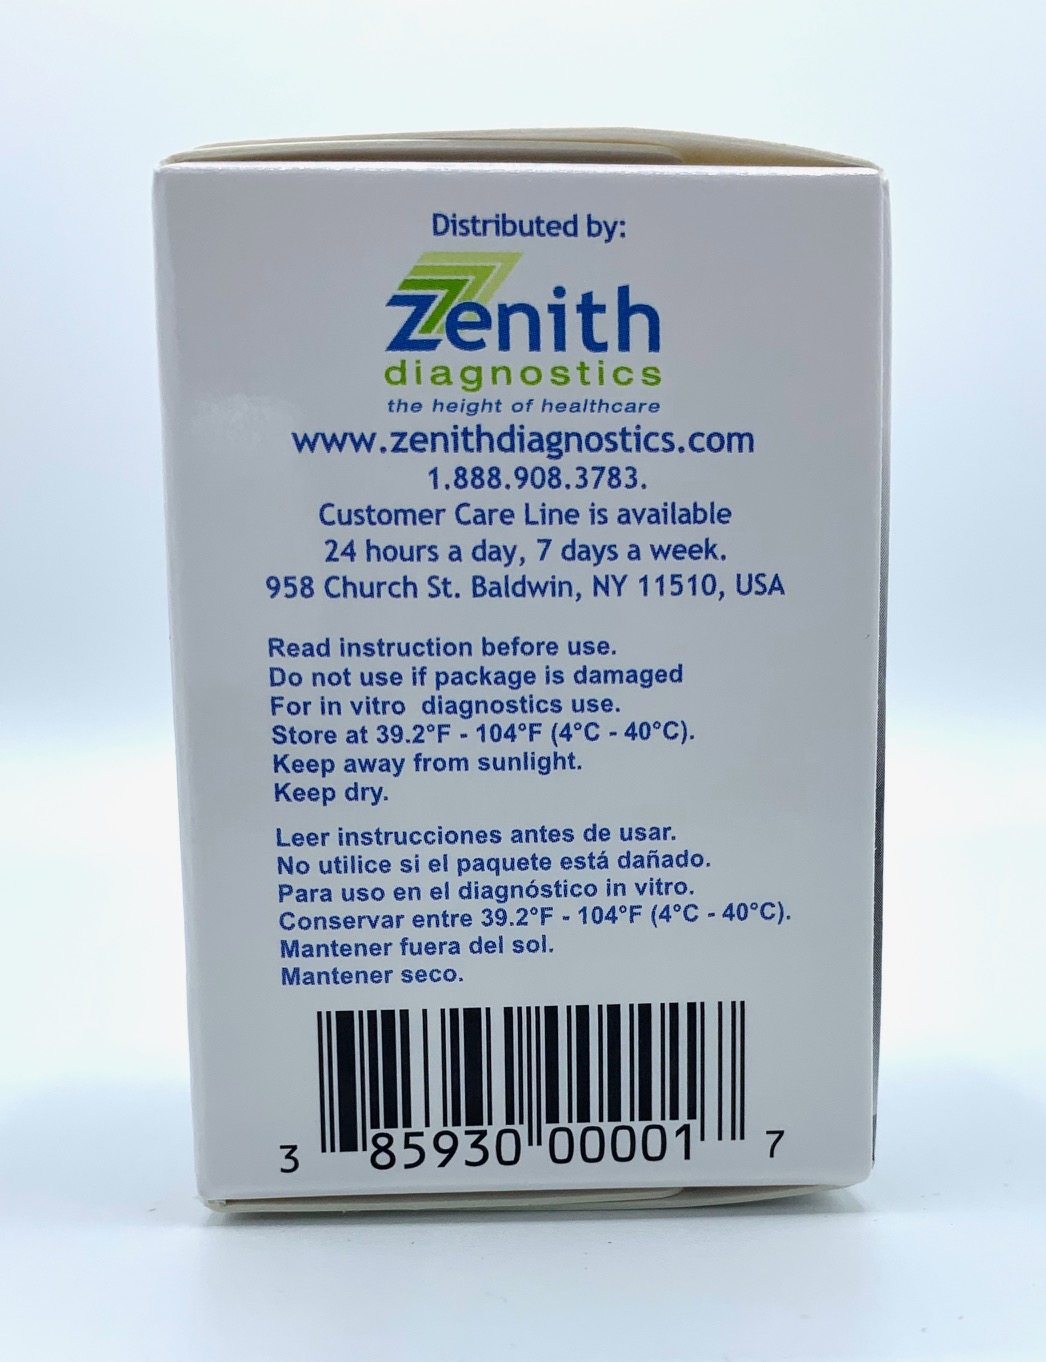 Distributed by:
Zenith
diagnostics
the height of healthcare
www.zenithdiagnostics.com
1.888.908.3783.
Customer Care Line is available
24 hours a day, 7 days a week.
958 Church St. Baldwin, NY 11510, USA
Read instruction before use.
Do not use if package is damaged
For in vitro  diagnostics use.
Store at 39.2°F - 104°F (4°C - 40°C).
Keep away from sunlight.
Keep dry.
Leer instrucciones antes de usar.
No utilice si el paquete está dañado.
Para uso en el diagnóstico in vitro.
Conservar entre 39.2°F - 104°F (4°C - 40°C).
Mantener fuera del sol.
Mantener seco.
3 85930 00001 7